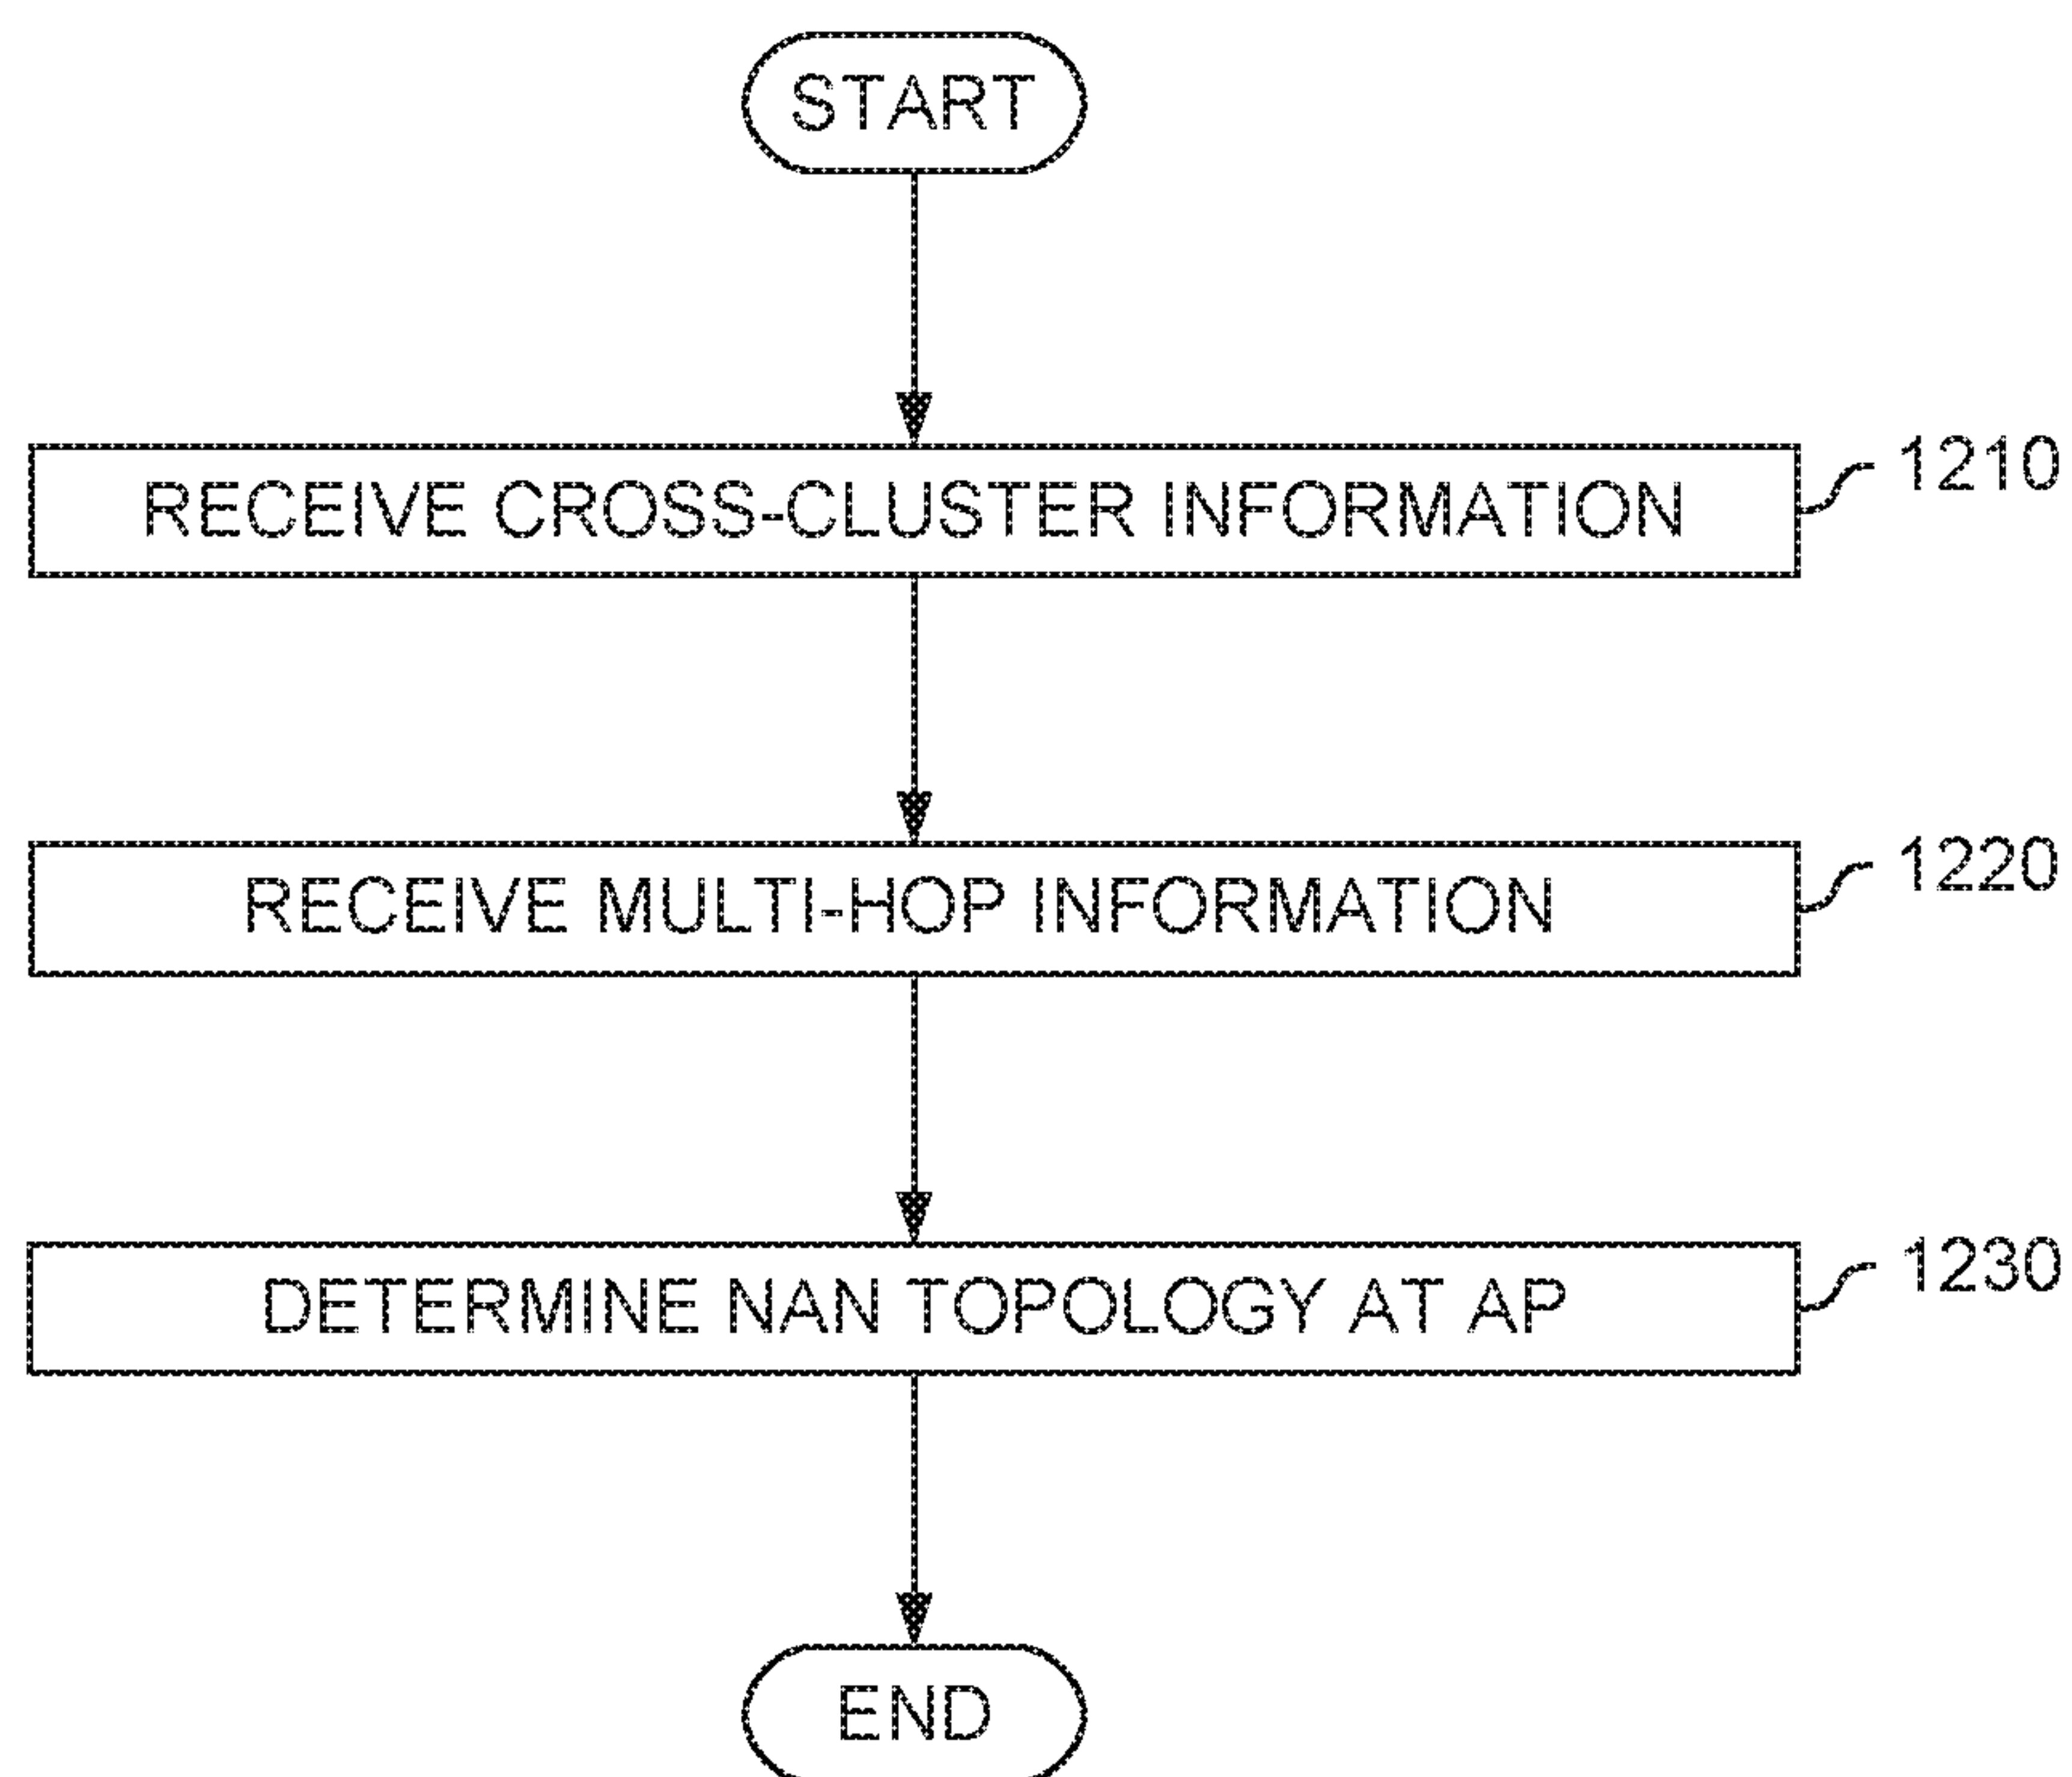 START
RECEIVE CROSS-CLUSTER INFORMATION
1210
RECEIVE MULTI-HOP INFORMATION
1220
DETERMINE NAN TOPOLOGY AT AP
1230
END